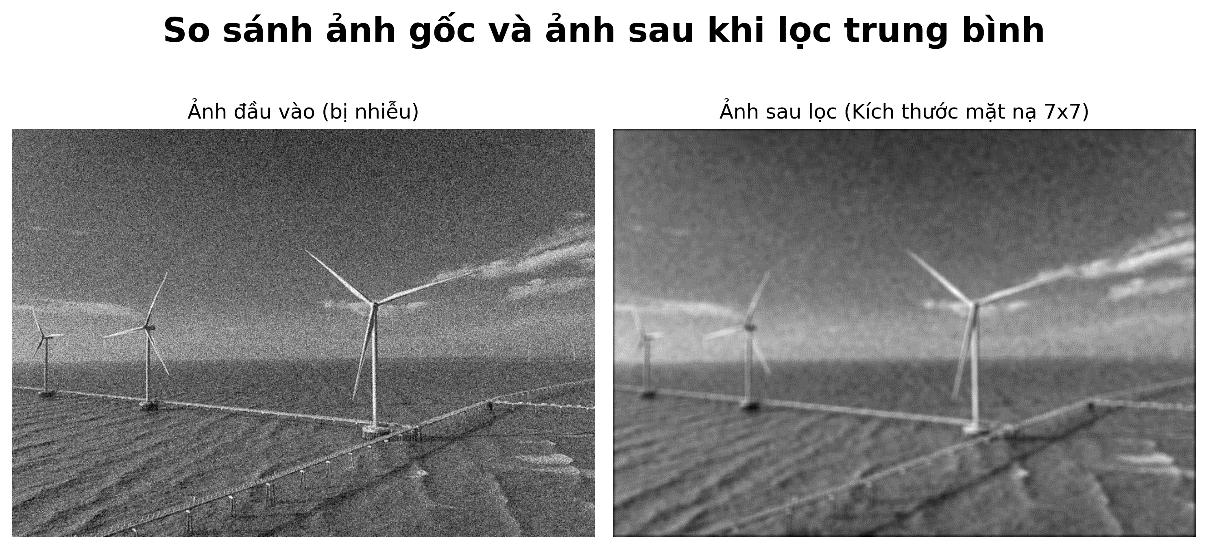 So sánh ảnh gốc và ảnh sau khi lọc trung bình
Ảnh đầu vào (bị nhiễu)
Ảnh sau lọc (Kích thước mặt nạ 7x7)